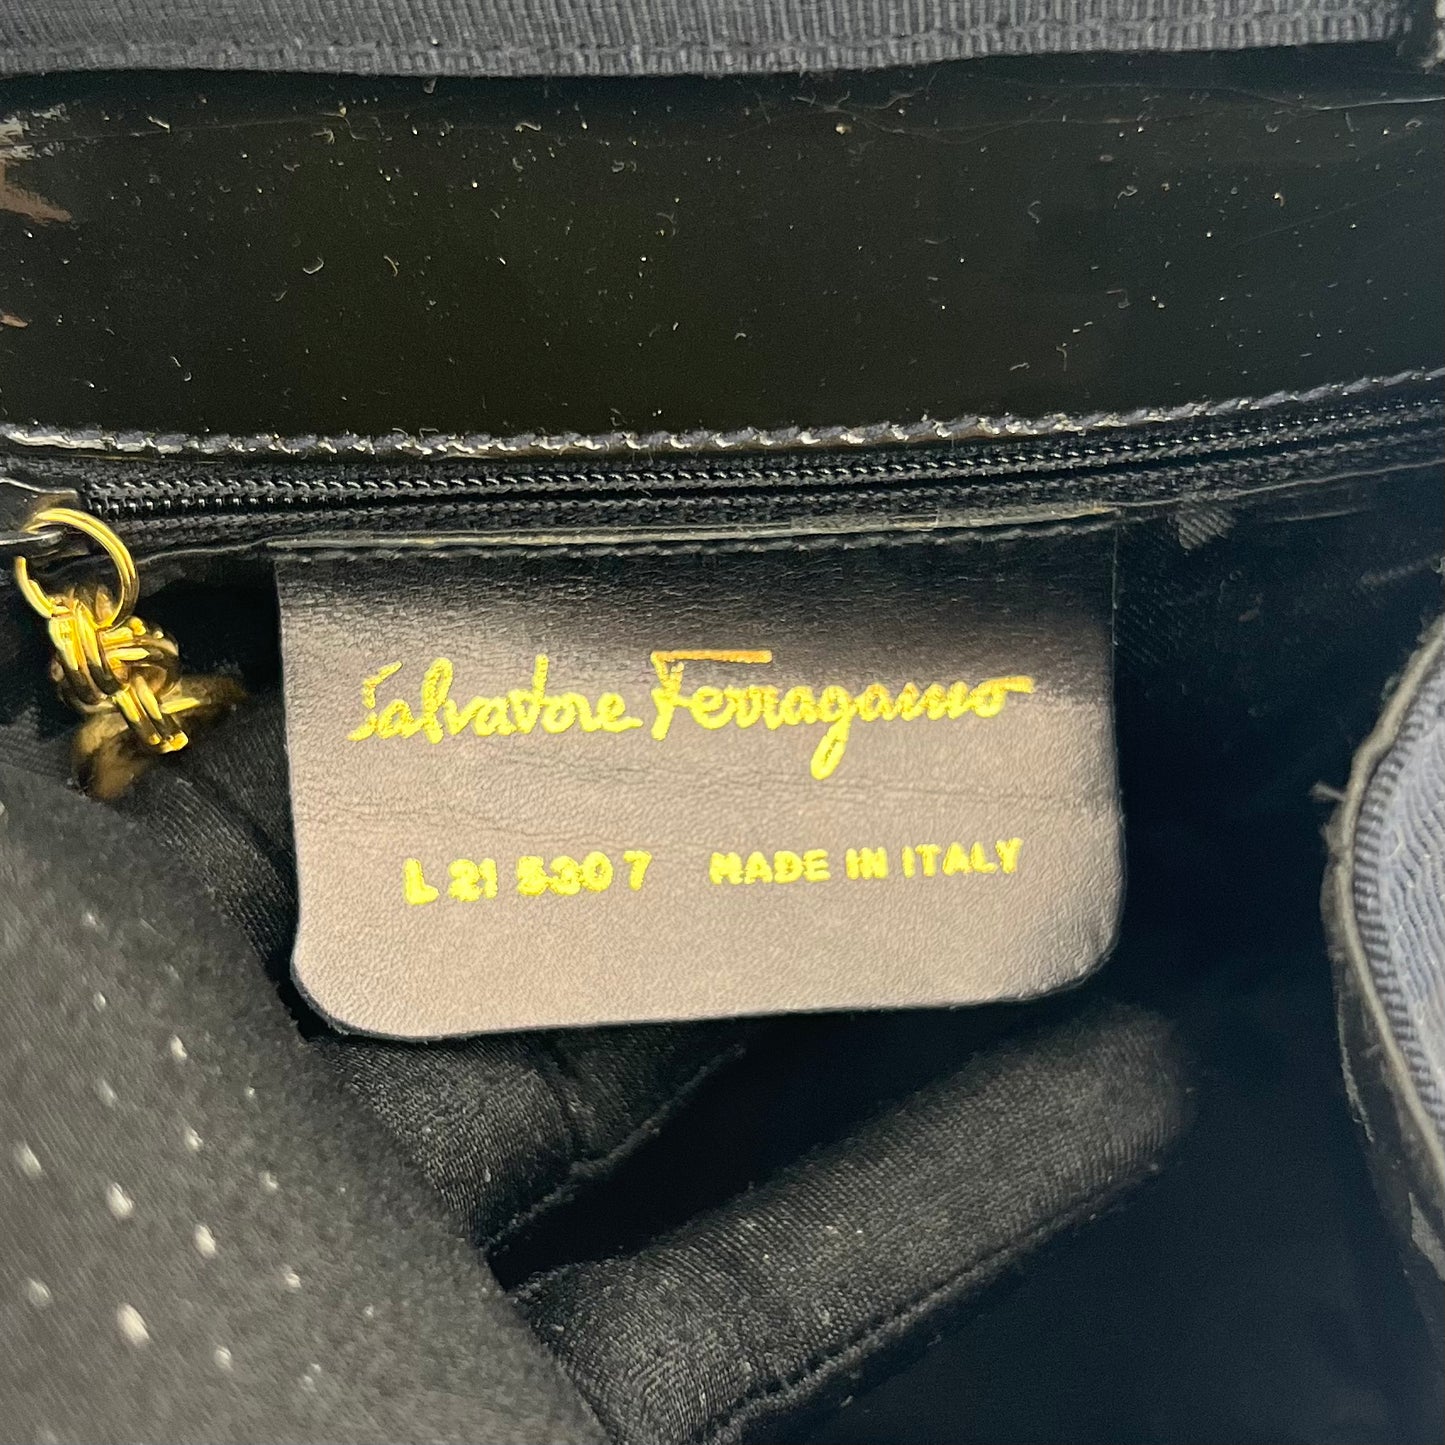 Salvatore Ferragamo
L 21 5307 MADE IN ITALY